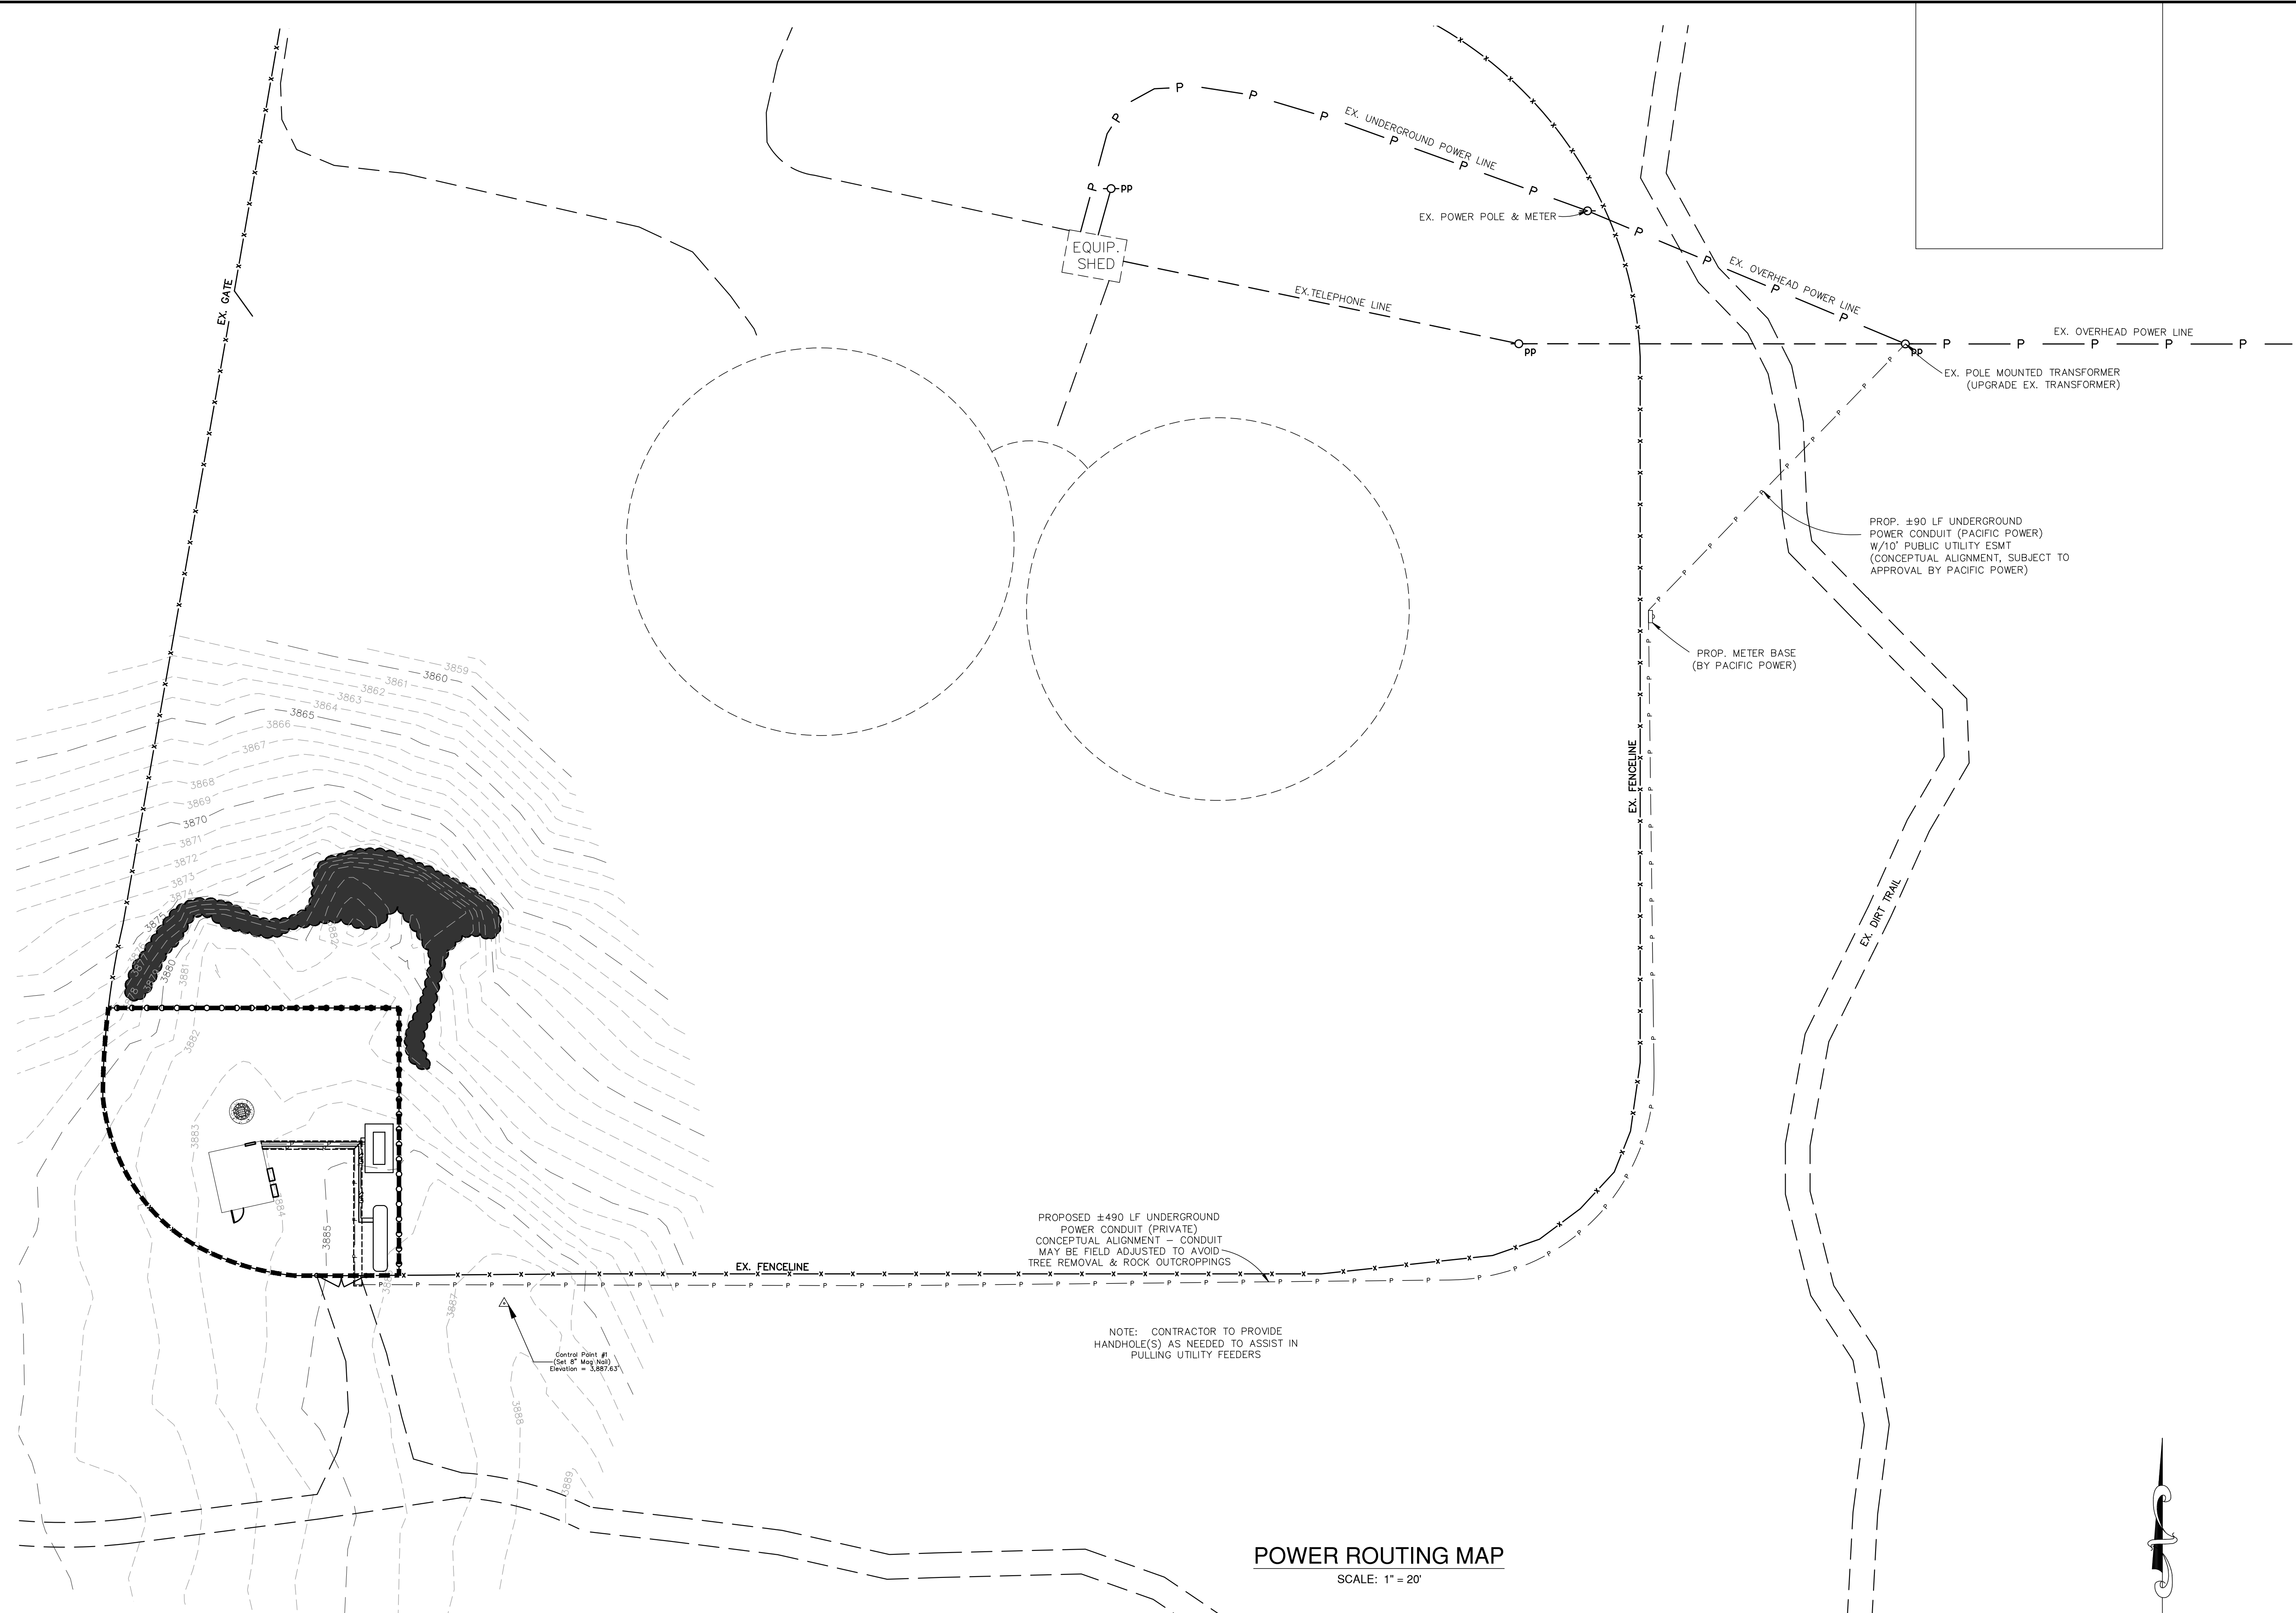 EX. UNDERGROUND POWER LINE
P P P P P P P P
PP
EX. POWER POLE & METER
EQUIP.
SHED
EX. OVERHEAD POWER LINE
P P P P
EX. GATE
EX.TELEPHONE LINE
EX. OVERHEAD POWER LINE
P P P P P
PP
PP
EX. POLE MOUNTED TRANSFORMER
(UPGRADE EX. TRANSFORMER)
PROP. ±90 LF UNDERGROUND
POWER CONDUIT (PACIFIC POWER)
W/10' PUBLIC UTILITY ESMT
(CONCEPTUAL ALIGNMENT, SUBJECT TO
APPROVAL BY PACIFIC POWER)
PROP. METER BASE
(BY PACIFIC POWER)
3859
3860
3861
3862
3863
3864
3865
3866
3867
3868
3869
3870
3871
3872
3873
3874
3875
3876
3877
3880
3881
3882
3883
3884
3885
3887
3888
3889
EX. FENCELINE
EX. DIRT TRAIL
PROPOSED ±490 LF UNDERGROUND
POWER CONDUIT (PRIVATE)
CONCEPTUAL ALIGNMENT – CONDUIT
MAY BE FIELD ADJUSTED TO AVOID
TREE REMOVAL & ROCK OUTCROPPINGS
EX. FENCELINE
NOTE: CONTRACTOR TO PROVIDE
HANDHOLE(S) AS NEEDED TO ASSIST IN
PULLING UTILITY FEEDERS
Control Point #1
(Set 8" Mag Nail)
Elevation = 3,887.63'
POWER ROUTING MAP
SCALE: 1" = 20'